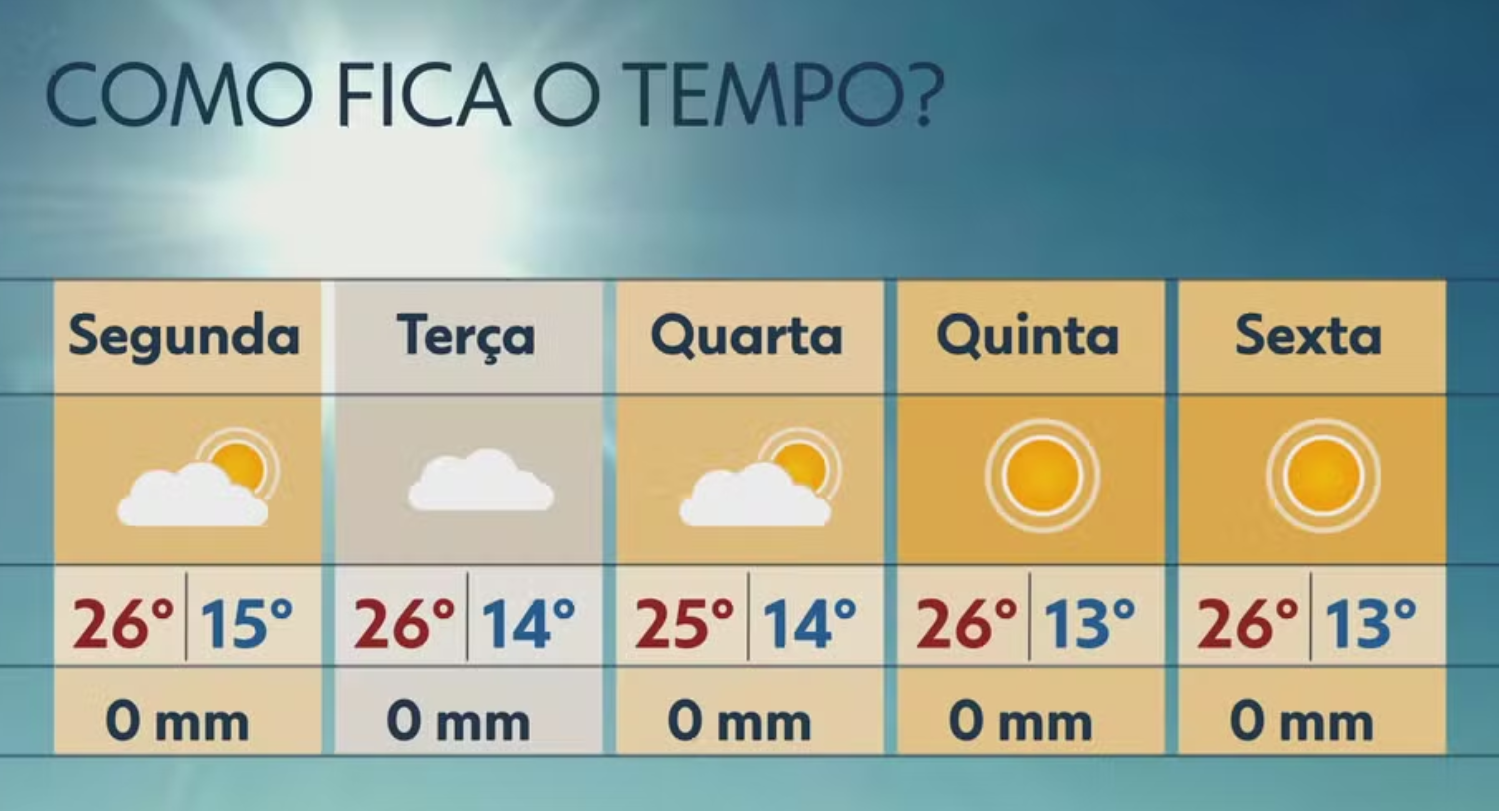 COMO FICA O TEMPO?
Segunda Terça Quarta Quinta Sexta
26° 15° 26° 14° 25° 14° 26° 13° 26° 13°
0 mm 0 mm 0 mm 0 mm 0 mm